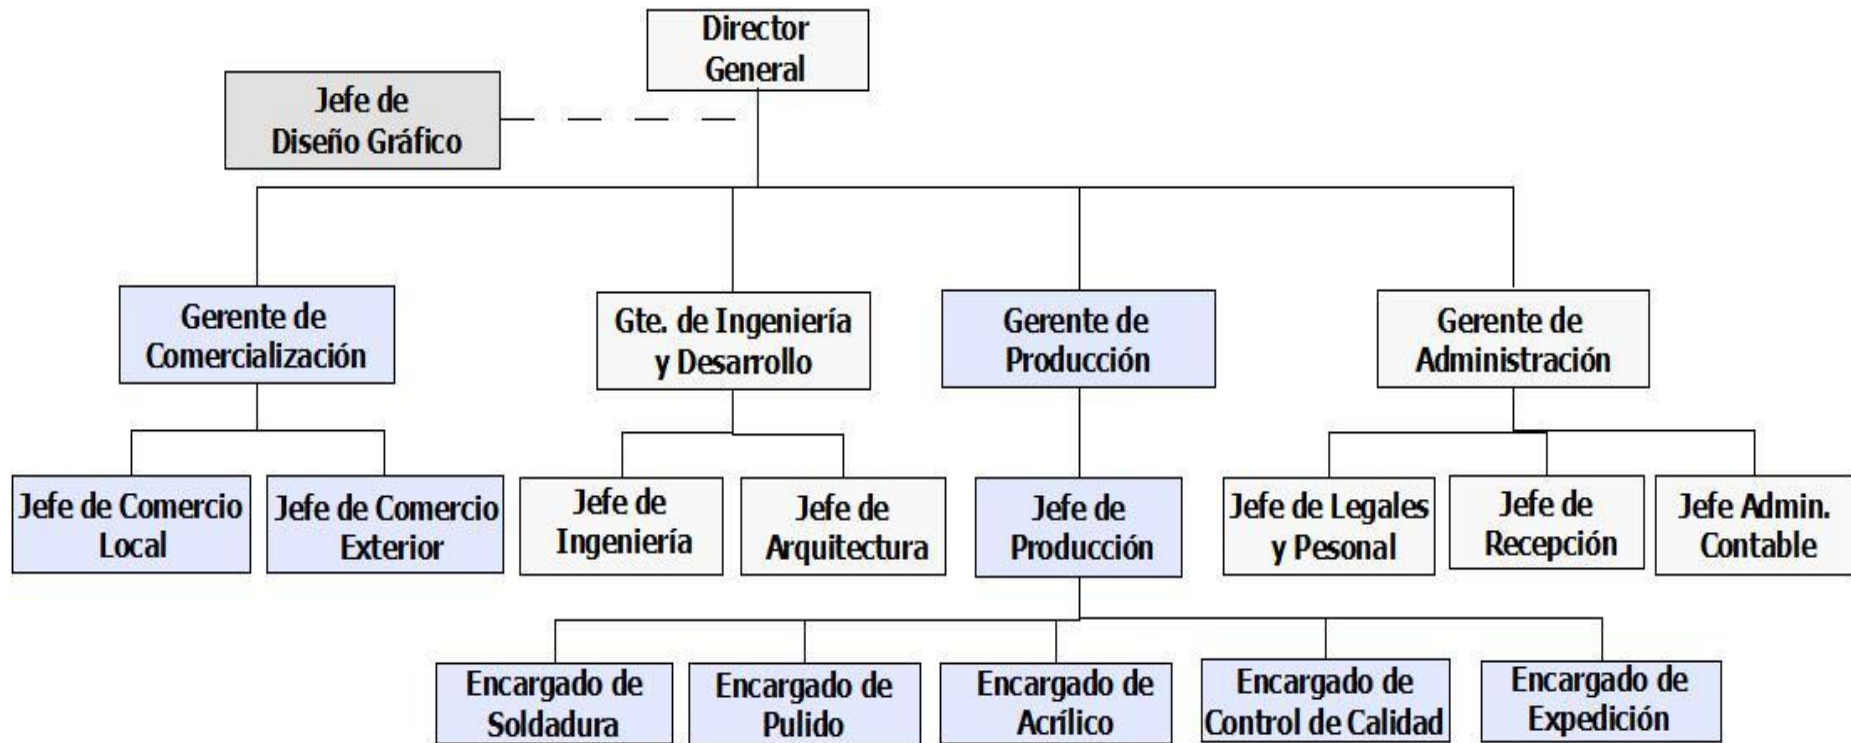 Director
General
Jefe de
Diseño Gráfico
Gerente de
Comercialización
Gte. de Ingeniería
y Desarrollo
Gerente de
Producción
Gerente de
Administración
Jefe de Comercio
Local
Jefe de Comercio
Exterior
Jefe de
Ingeniería
Jefe de
Arquitectura
Jefe de
Producción
Jefe de Legales
y Pesonal
Jefe de
Recepción
Jefe Admin.
Contable
Encargado de
Soldadura
Encargado de
Pulido
Encargado de
Acrílico
Encargado de
Control de Calidad
Encargado de
Expedición